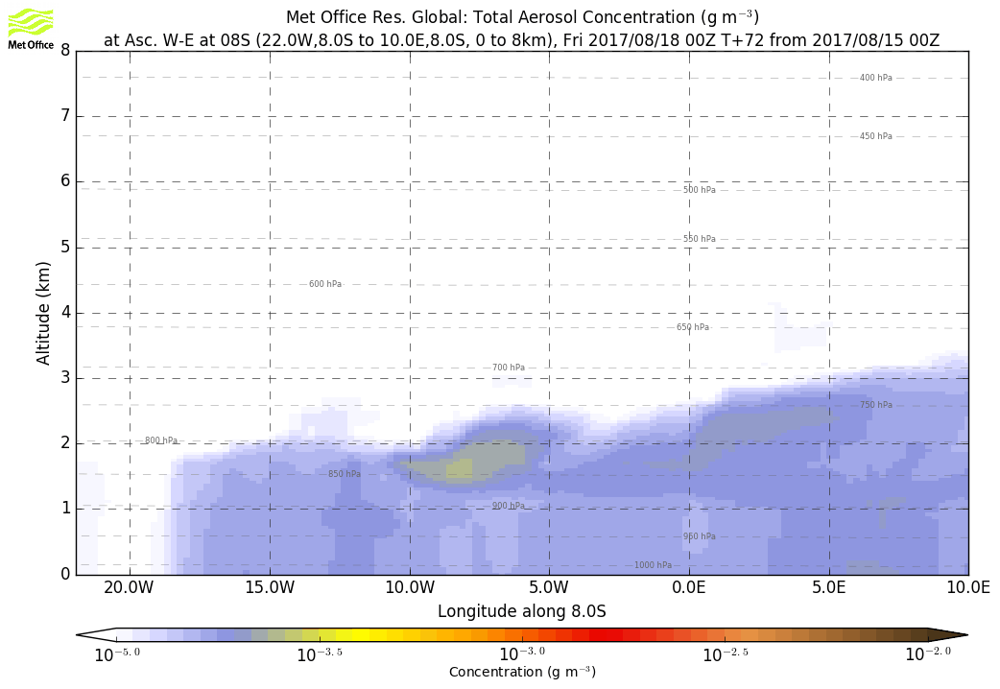 Met Office
Met Office Res. Global: Total Aerosol Concentration (g m⁻³)
at Asc. W-E at 08S (22.0W,8.0S to 10.0E,8.0S, 0 to 8km), Fri 2017/08/18 00Z T+72 from 2017/08/15 00Z
8
400 hPa
7
450 hPa
6
500 hPa
550 hPa
5
600 hPa
4
650 hPa
700 hPa
3
750 hPa
800 hPa
2
850 hPa
900 hPa
1
950 hPa
1000 hPa
0
Altitude (km)
20.0W 15.0W 10.0W 5.0W 0.0E 5.0E 10.0E
Longitude along 8.0S
10⁻⁵·⁰ 10⁻³·⁵ 10⁻³·⁰ 10⁻²·⁵ 10⁻²·⁰
Concentration (g m⁻³)